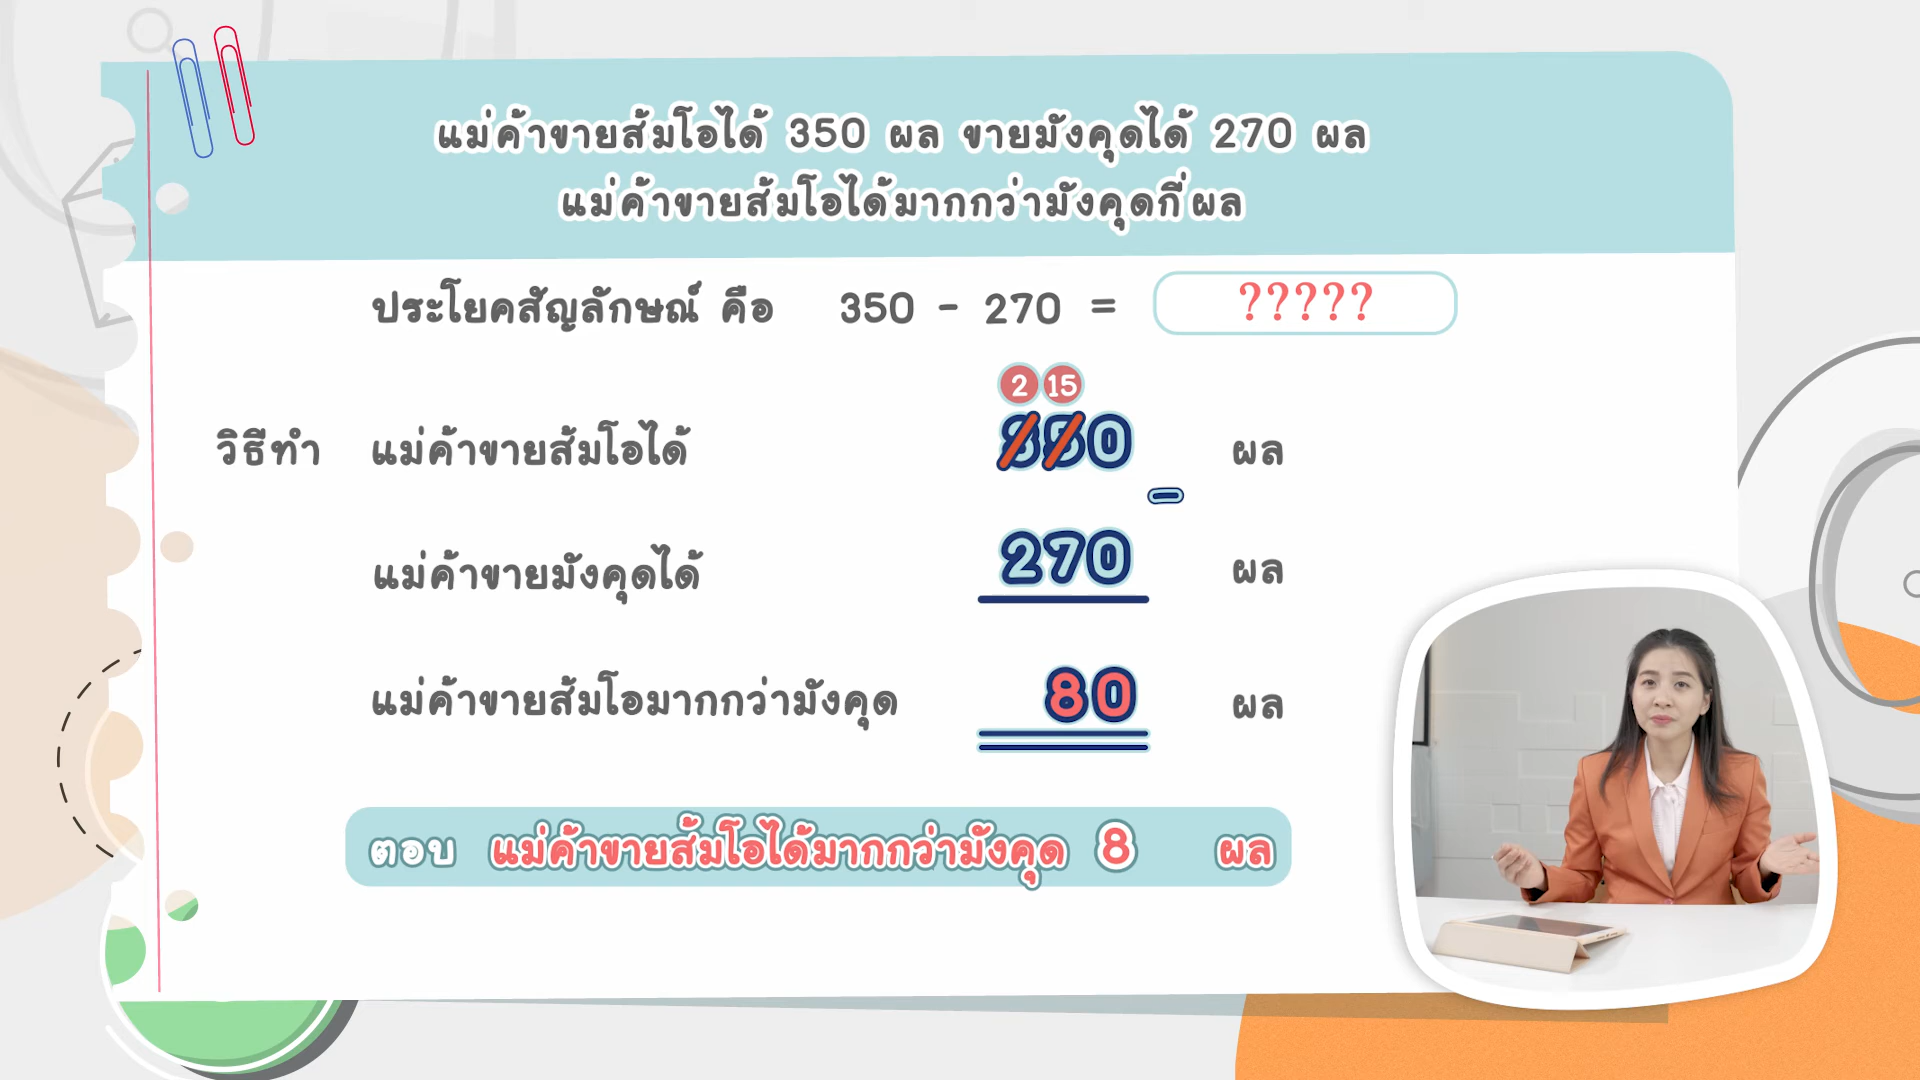 แม่ค้าขายส้มโอได้ 350 ผล ขายมังคุดได้ 270 ผล
แม่ค้าขายส้มโอได้มากกว่ามังคุดกี่ผล
ประโยคสัญลักษณ์ คือ 350 - 270 = ?????
2 15
วิธีทำ แม่ค้าขายส้มโอได้ 350 ผล
-
แม่ค้าขายมังคุดได้ 270 ผล
แม่ค้าขายส้มโอมากกว่ามังคุด 80 ผล
ตอบ แม่ค้าขายส้มโอได้มากกว่ามังคุด 8 ผล